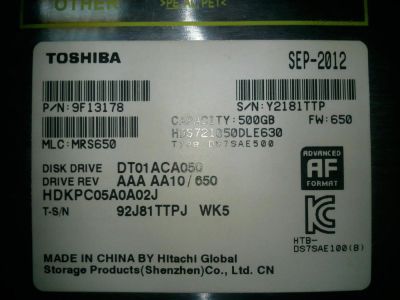 OTHER
TOSHIBA
SEP-2012
P/N:9F13178
S/N:Y2181TTP
CAPACITY:500GB FW:650
HDS721050DLE630
MLC:MRS650
TYPE:DS7SAE500
DISK DRIVE DT01ACA050
DRIVE REV AAA AA10/650
HDKPC05A0A02J
T-S/N 92J81TTPJ WK5
ADVANCED
AF
FORMAT
HTB-
DS7SAE100(B)
MADE IN CHINA BY Hitachi Global
Storage Products(Shenzhen)Co., Ltd. CN